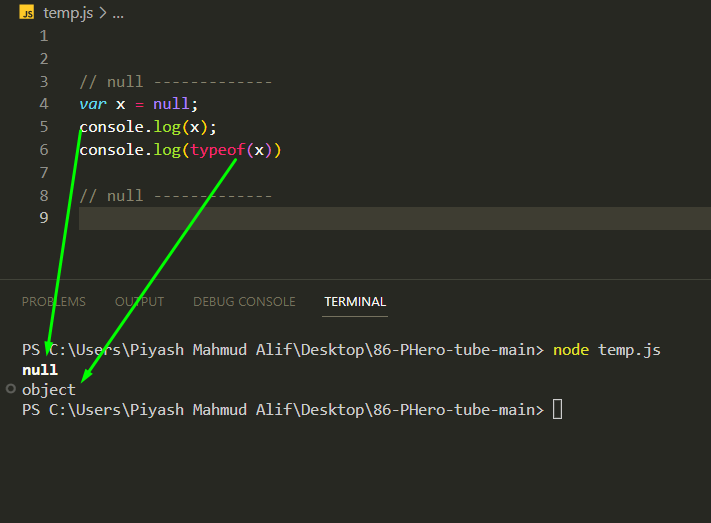 JS temp.js > ...
1
2
3 // null -------------
4 var x = null;
5 console.log(x);
6 console.log(typeof(x))
7
8 // null -------------
9
PROBLEMS OUTPUT DEBUG CONSOLE TERMINAL
PS C:\Users\Piyash Mahmud Alif\Desktop\86-PHero-tube-main> node temp.js
null
object
PS C:\Users\Piyash Mahmud Alif\Desktop\86-PHero-tube-main>